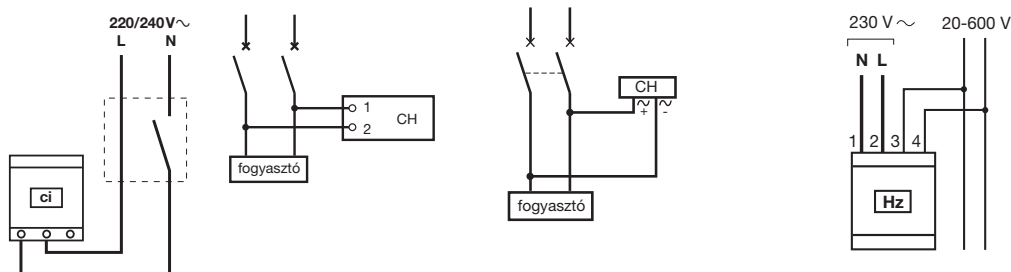 220/240V~
L N
ci
1
CH
2
fogyasztó
CH
+ -
fogyasztó
230 V ~ 20-600 V
N L
1 2 3 4
Hz